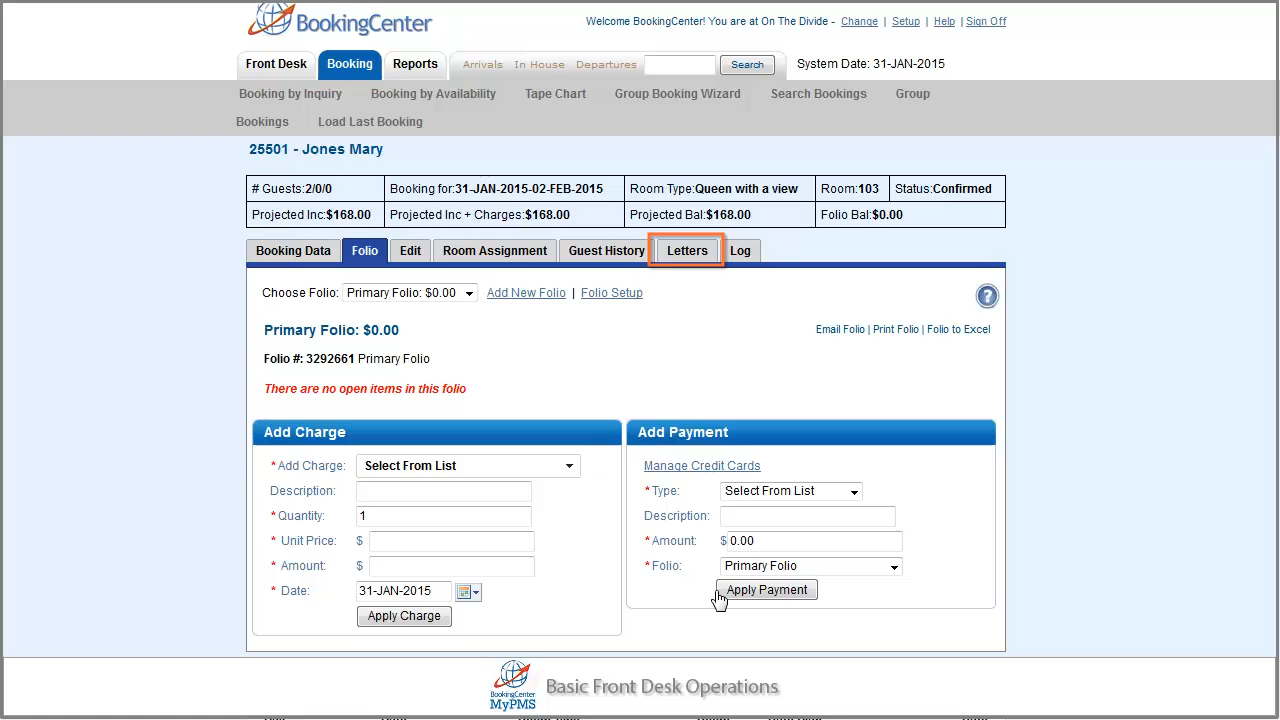 BookingCenter
Welcome BookingCenter! You are at On The Divide - Change | Setup | Help | Sign Off
Front Desk Booking Reports Arrivals In House Departures Search System Date: 31-JAN-2015
Booking by Inquiry Booking by Availability Tape Chart Group Booking Wizard Search Bookings Group
Bookings Load Last Booking
25501 - Jones Mary
# Guests:2/0/0 Booking for:31-JAN-2015-02-FEB-2015 Room Type:Queen with a view Room:103 Status:Confirmed
Projected Inc:$168.00 Projected Inc + Charges:$168.00 Projected Bal:$168.00 Folio Bal:$0.00
Booking Data Folio Edit Room Assignment Guest History Letters Log
Choose Folio: Primary Folio: $0.00 Add New Folio | Folio Setup ?
Primary Folio: $0.00 Email Folio | Print Folio | Folio to Excel
Folio #: 3292661 Primary Folio
There are no open items in this folio
Add Charge
* Add Charge: Select From List
Description:
* Quantity: 1
* Unit Price: $
* Amount: $
* Date: 31-JAN-2015
Apply Charge
Add Payment
Manage Credit Cards
* Type: Select From List
Description:
* Amount: $ 0.00
* Folio: Primary Folio
Apply Payment
BookingCenter
MyPMS
Basic Front Desk Operations